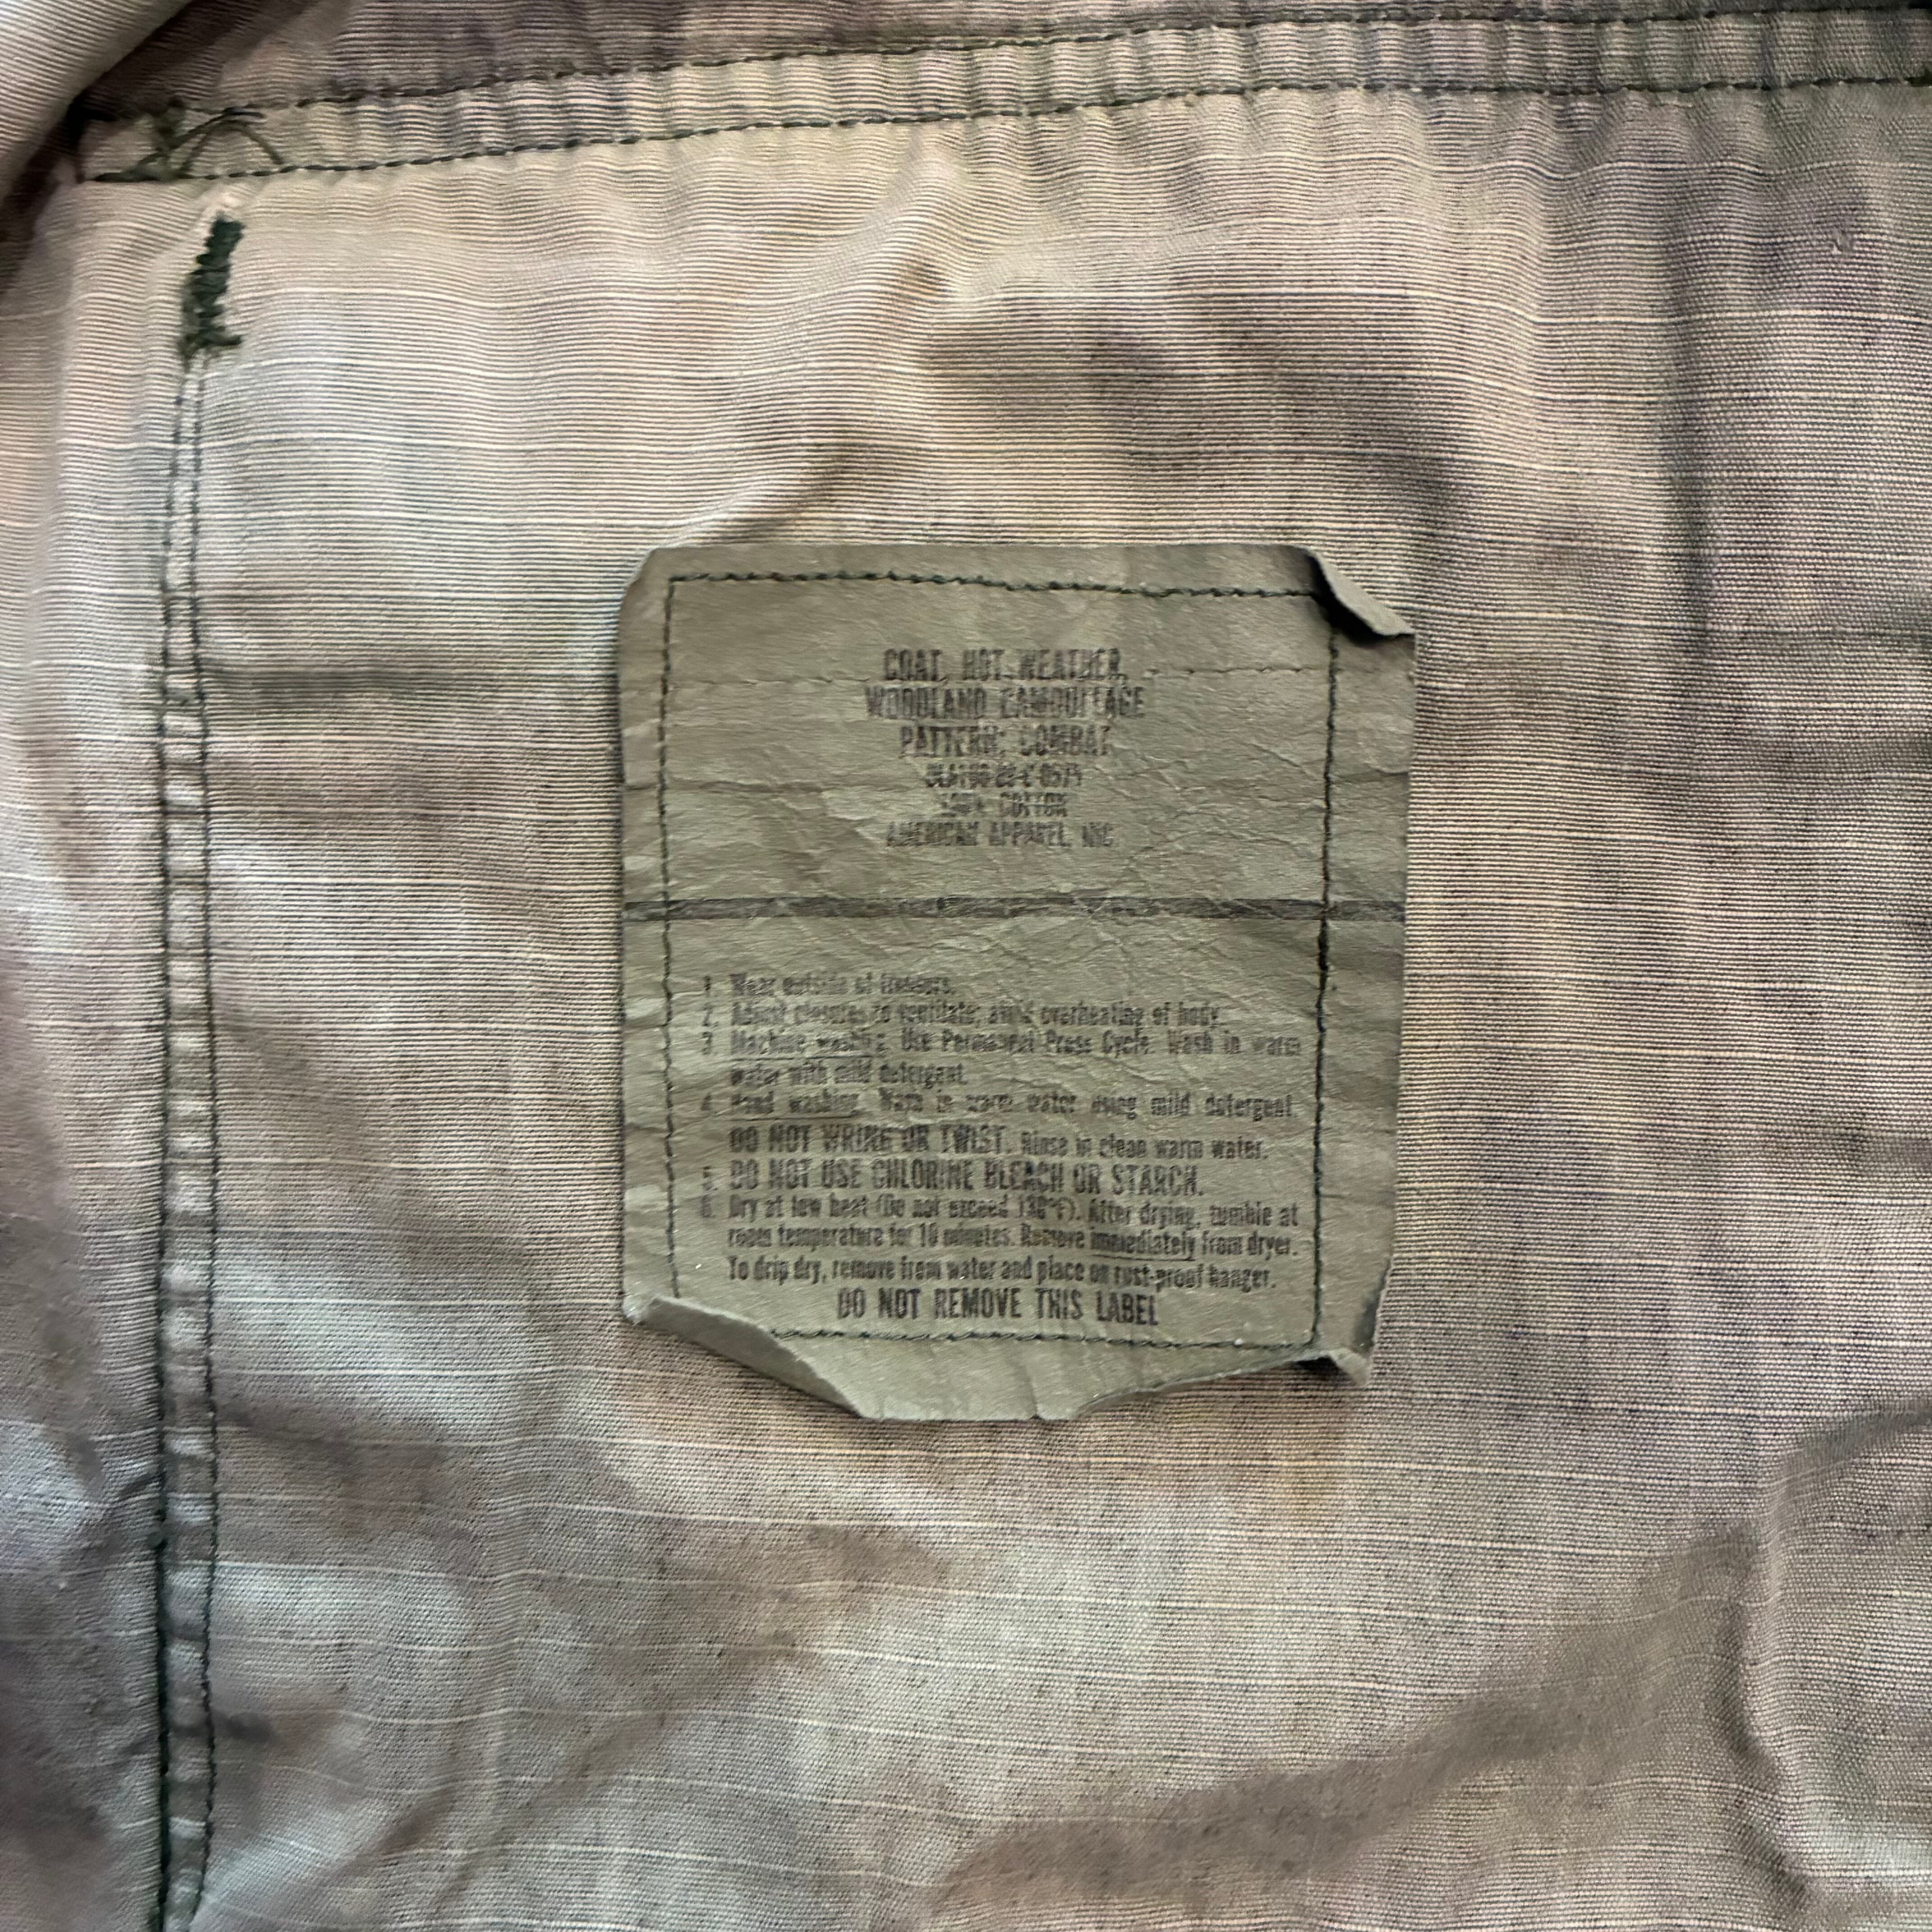 COAT, HOT WEATHER,
WOODLAND CAMOUFLAGE
PATTERN: COMBAT
100% COTTON
AMERICAN APPAREL, INC
1. Wear outside of trousers.
2. Adjust closures to ventilate; avoid overheating of body.
3. Machine washing. Use Permanent Press Cycle. Wash in warm
water with mild detergent.
4. Hand washing. Wash in warm water using mild detergent.
DO NOT WRING OR TWIST. Rinse in clean warm water.
5. DO NOT USE CHLORINE BLEACH OR STARCH.
6. Dry at low heat (Do not exceed 130°F). After drying, tumble at
room temperature for 10 minutes. Remove immediately from dryer.
To drip dry, remove from water and place on rust-proof hanger.
DO NOT REMOVE THIS LABEL